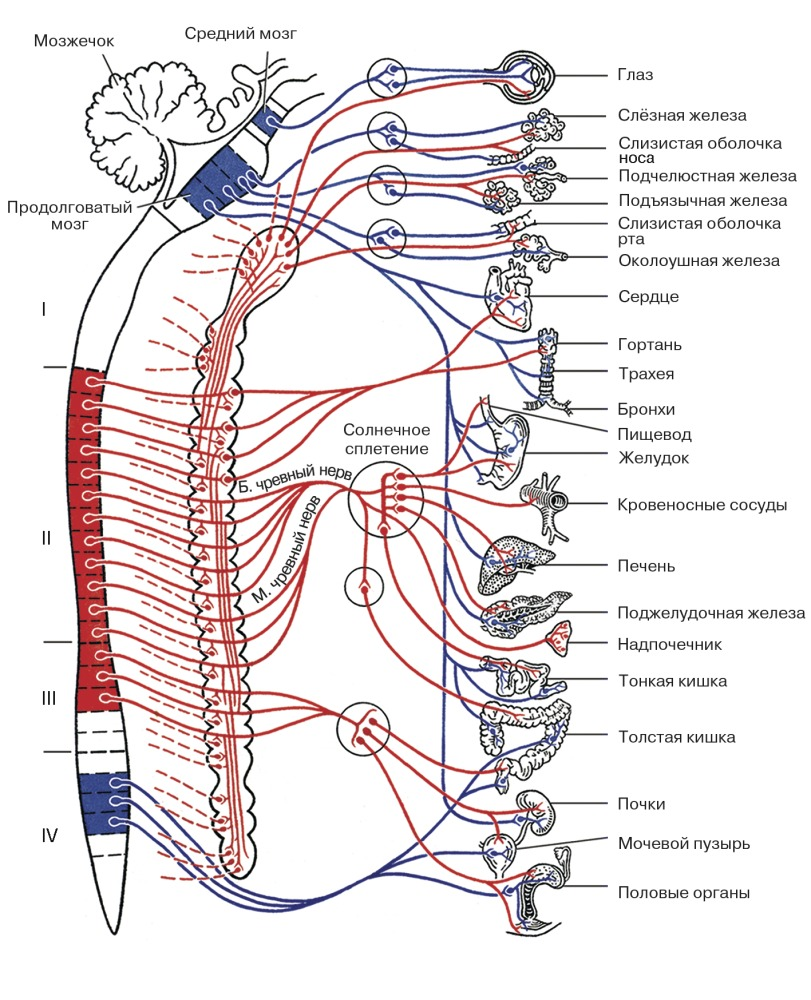 Средний мозг
Мозжечок
Продолговатый
мозг
I
II
III
IV
Солнечное
сплетение
Б. чревный нерв
М. чревный нерв
Глаз
Слёзная железа
Слизистая оболочка
носа
Подчелюстная железа
Подъязычная железа
Слизистая оболочка
рта
Околоушная железа
Сердце
Гортань
Трахея
Бронхи
Пищевод
Желудок
Кровеносные сосуды
Печень
Поджелудочная железа
Надпочечник
Тонкая кишка
Толстая кишка
Почки
Мочевой пузырь
Половые органы